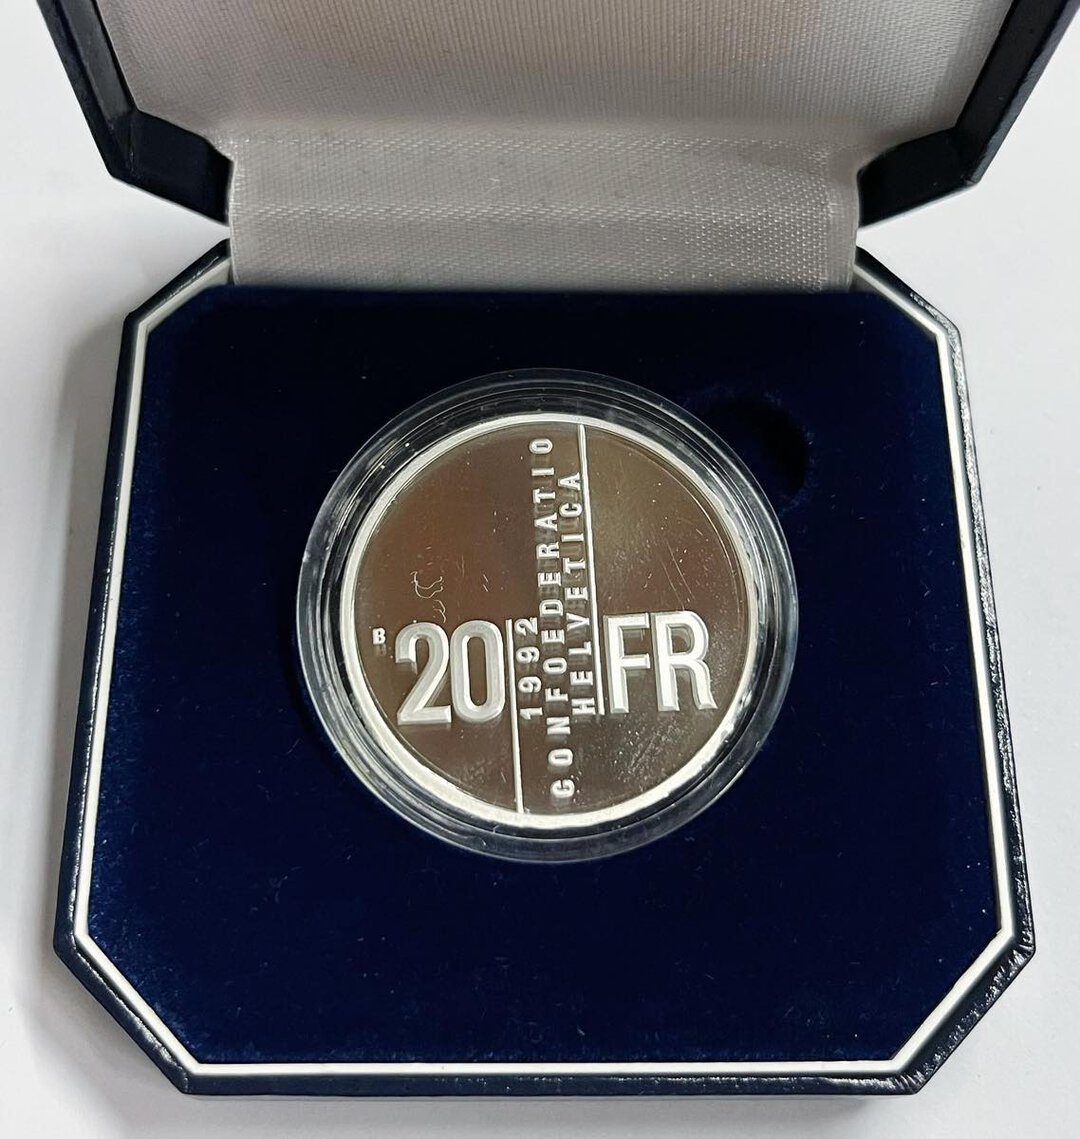 B
20
1992
CONFOEDERATIO
HELVETICA
FR